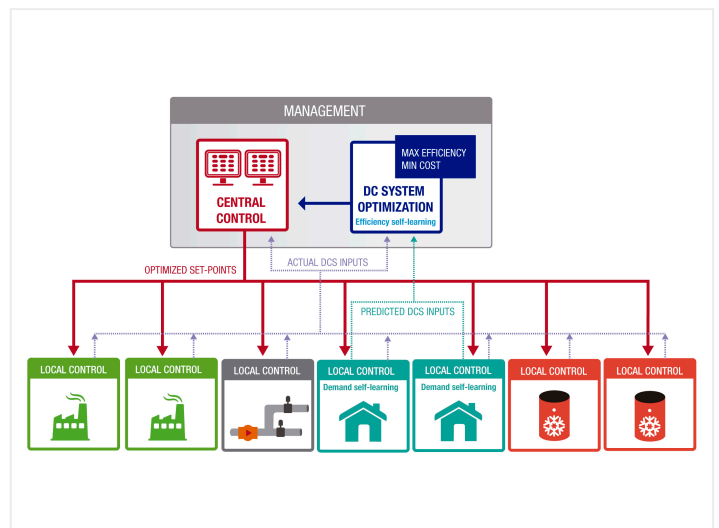 MANAGEMENT
MAX EFFICIENCY
MIN COST
CENTRAL
CONTROL
DC SYSTEM
OPTIMIZATION
Efficiency self-learning
OPTIMIZED SET-POINTS
ACTUAL DCS INPUTS
PREDICTED DCS INPUTS
LOCAL CONTROL
LOCAL CONTROL
LOCAL CONTROL
LOCAL CONTROL
Demand self-learning
LOCAL CONTROL
Demand self-learning
LOCAL CONTROL
LOCAL CONTROL